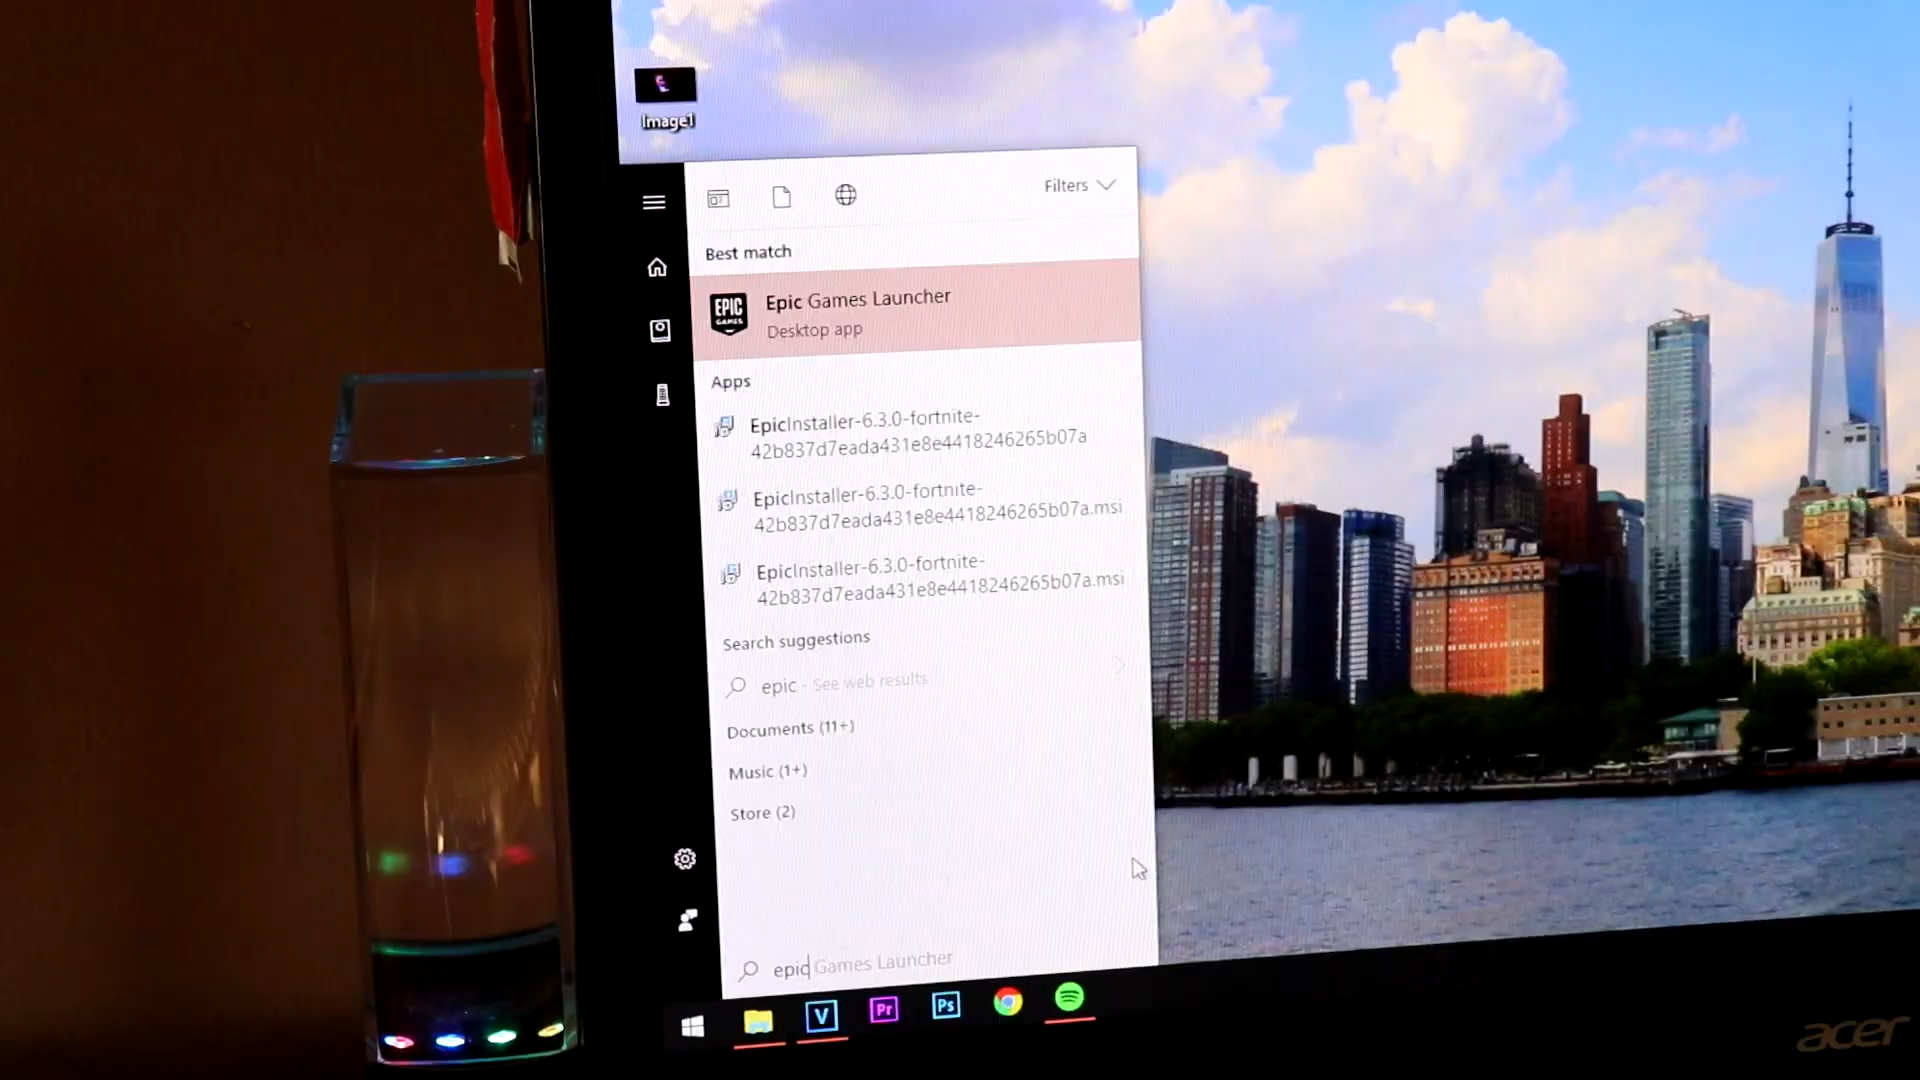 Image1
Filters
Best match
EPIC
GAMES
Epic Games Launcher
Desktop app
Apps
EpicInstaller-6.3.0-fortnite-
42b837d7eada431e8e4418246265b07a
EpicInstaller-6.3.0-fortnite-
42b837d7eada431e8e4418246265b07a.msi
EpicInstaller-6.3.0-fortnite-
42b837d7eada431e8e4418246265b07a.msi
Search suggestions
epic - See web results
Documents (11+)
Music (1+)
Store (2)
epic Games Launcher
V
Pr
Ps
acer